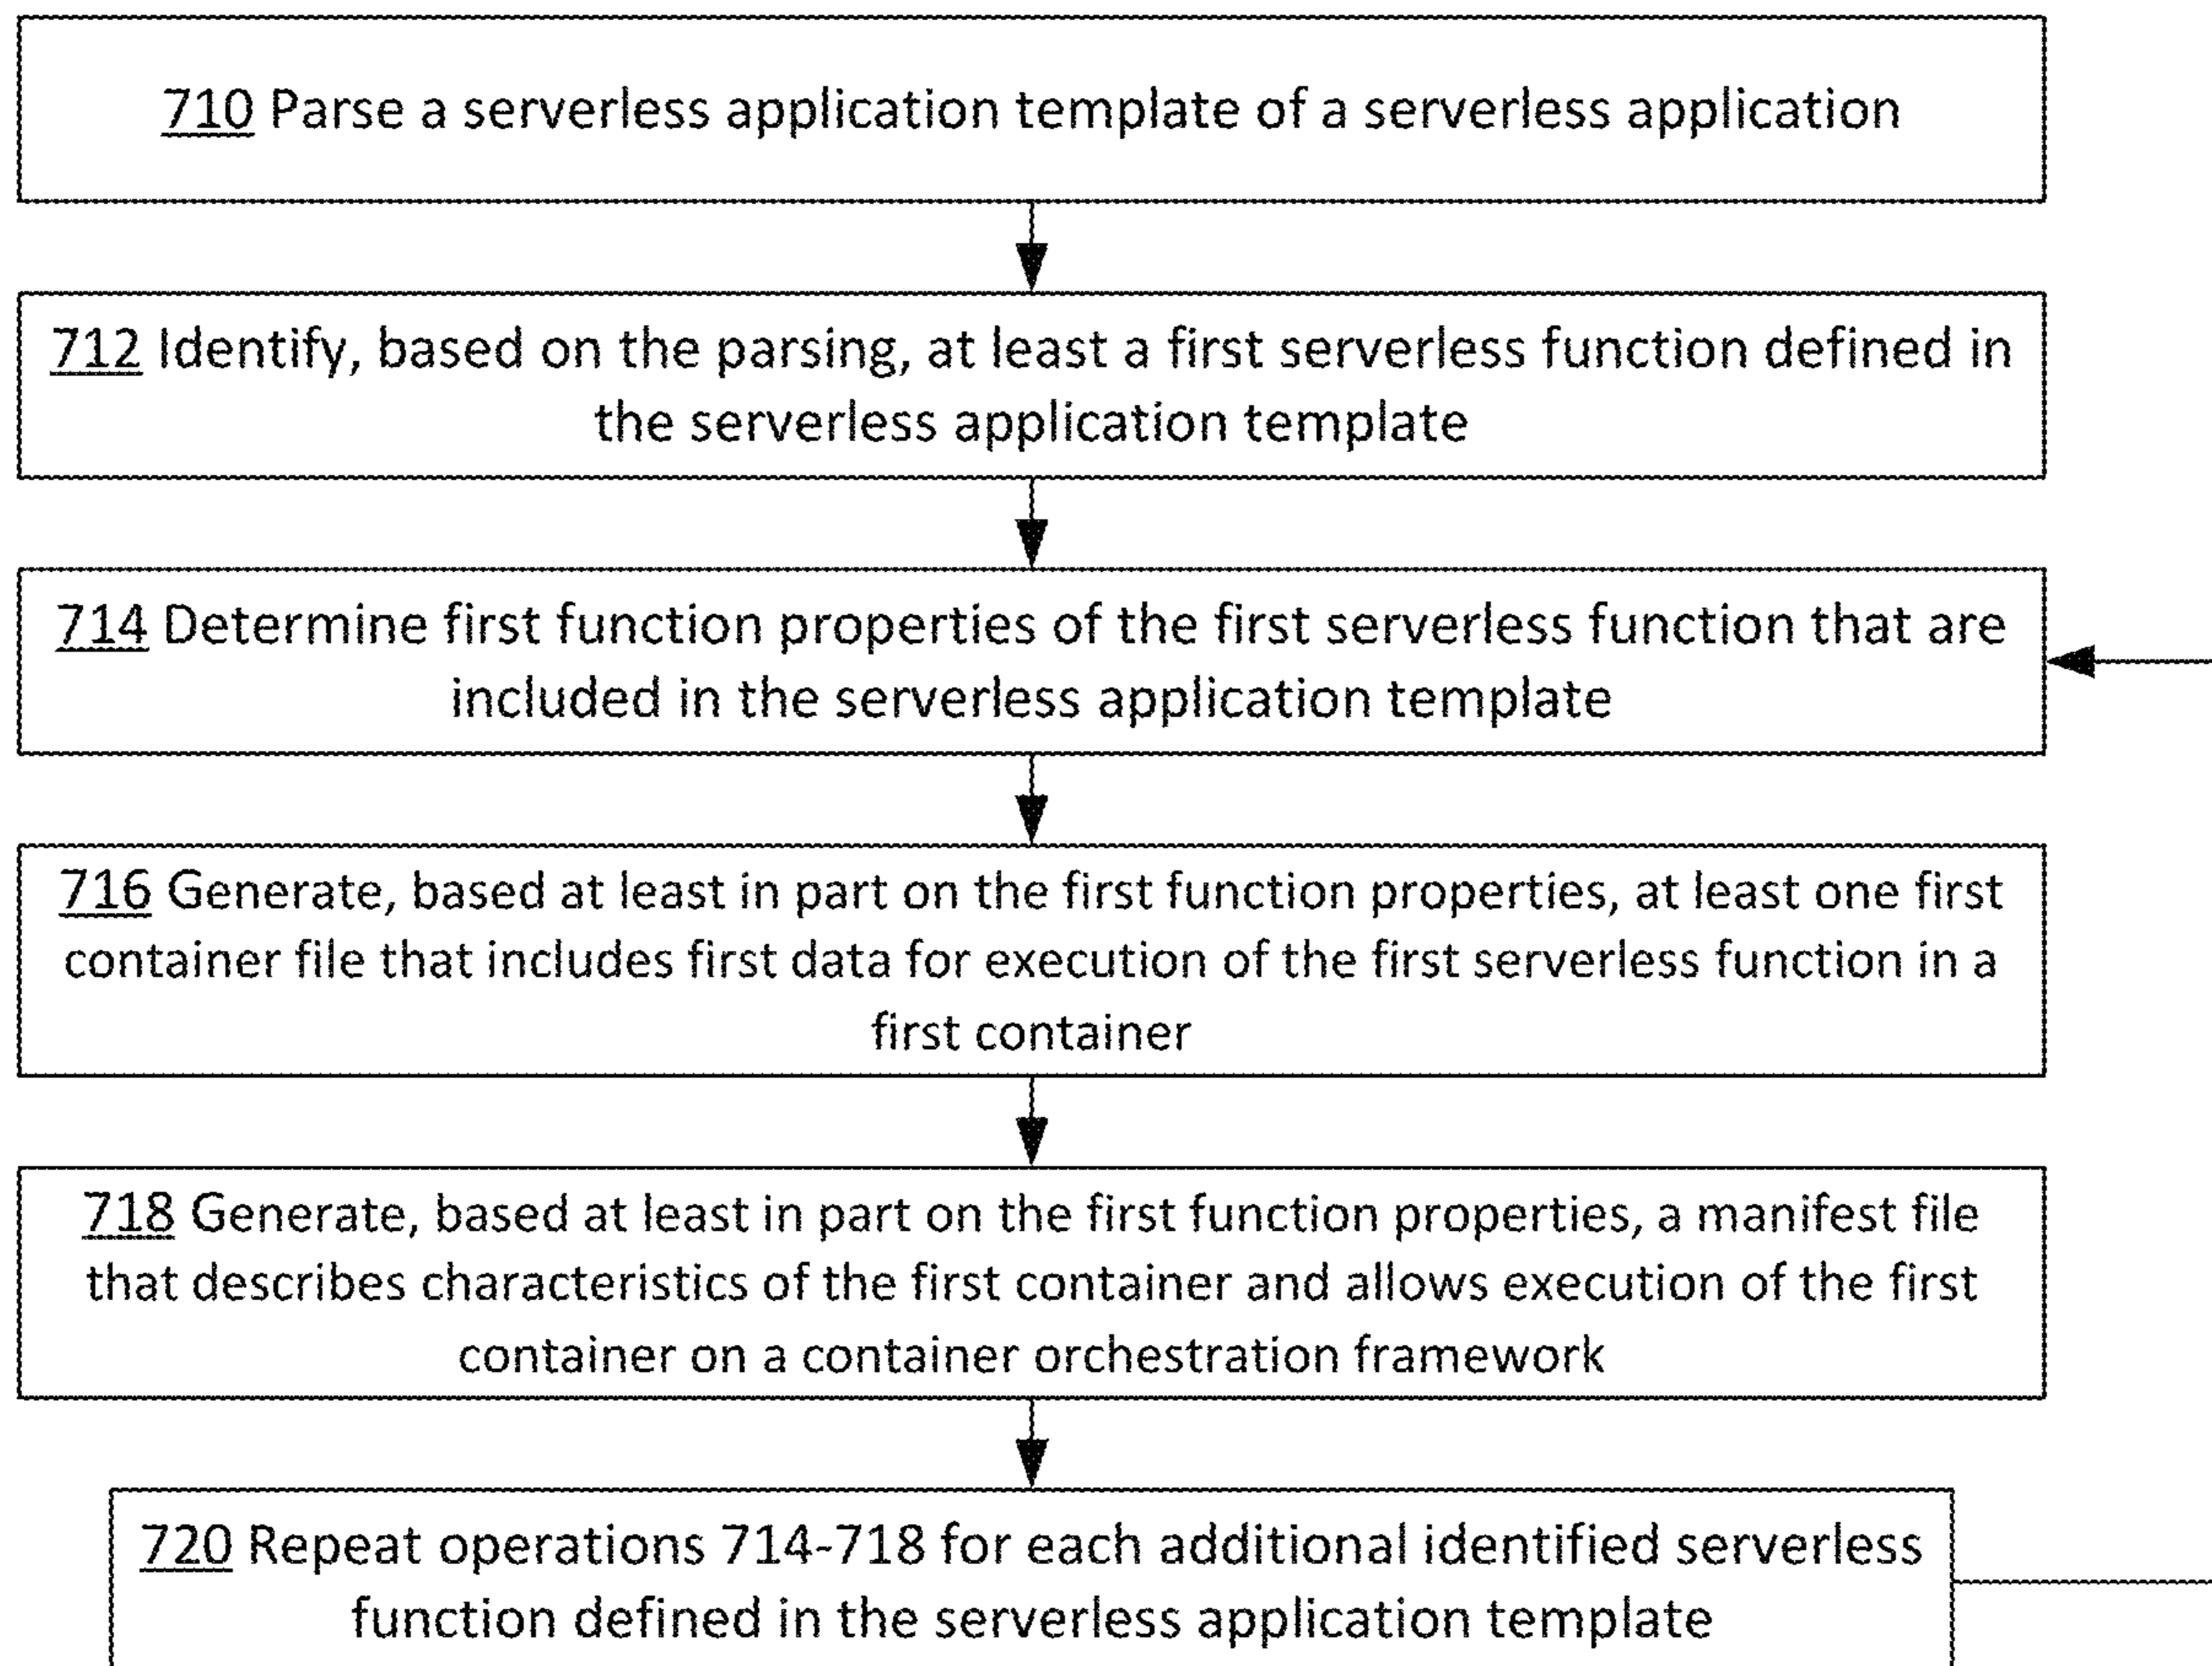 710 Parse a serverless application template of a serverless application
712 Identify, based on the parsing, at least a first serverless function defined in
the serverless application template
714 Determine first function properties of the first serverless function that are
included in the serverless application template
716 Generate, based at least in part on the first function properties, at least one first
container file that includes first data for execution of the first serverless function in a
first container
718 Generate, based at least in part on the first function properties, a manifest file
that describes characteristics of the first container and allows execution of the first
container on a container orchestration framework
720 Repeat operations 714-718 for each additional identified serverless
function defined in the serverless application template